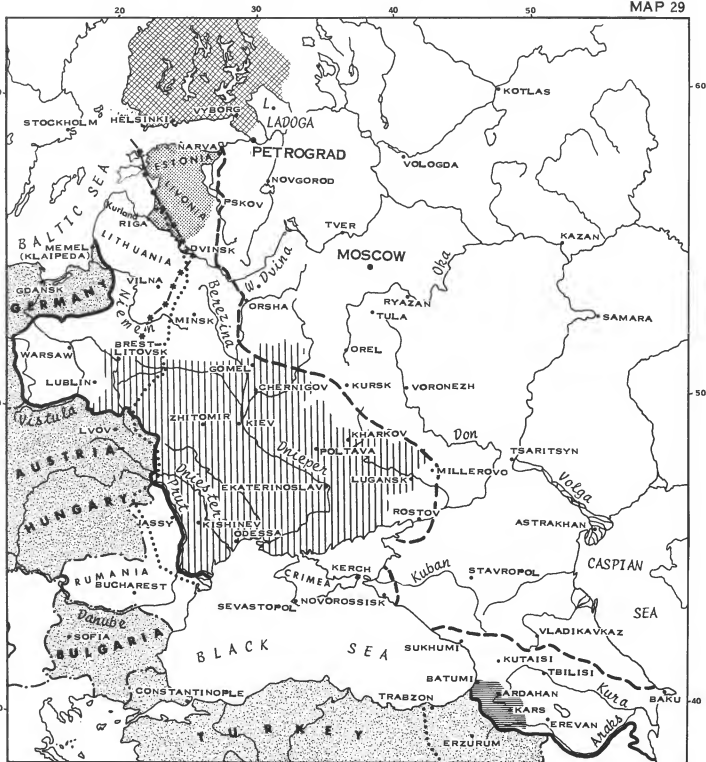 MAP 29
20
30
40
50
60
60
KOTLAS
STOCKHOLM
HELSINKI
VYBORG
L.
LADOGA
NARVA
ESTONIA
PETROGRAD
VOLOGDA
BALTIC SEA
LIVONIA
NOVGOROD
PSKOV
Kurland
RIGA
TVER
KAZAN
LITHUANIA
DVINSK
MOSCOW
Oka
MEMEL
(KLAIPEDA)
W. Dvina
VILNA
GDANSK
GERMANY
Niemen
Berezina
ORSHA
RYAZAN
TULA
SAMARA
MINSK
WARSAW
BREST
LITOVSK
OREL
GOMEL
LUBLIN
CHERNIGOV
KURSK
VORONEZH
50
50
Vistula
LVOV
ZHITOMIR
KIEV
KHARKOV
Don
AUSTRIA
Dnieper
POLTAVA
TSARITSYN
MILLEROVO
LUGANSK
Volga
HUNGARY
Dniester
Prut
EKATERINOSLAV
IASSY
KISHINEV
ROSTOV
ASTRAKHAN
ODESSA
RUMANIA
CASPIAN
SEA
BUCHAREST
CRIMEA
KERCH
Kuban
STAVROPOL
SEVASTOPOL
NOVOROSSISK
Danube
SOFIA
BULGARIA
BLACK SEA
SUKHUMI
VLADIKAVKAZ
KUTAISI
TBILISI
BATUMI
CONSTANTINOPLE
TRABZON
ARDAHAN
Kura
BAKU
40
40
KARS
EREVAN
Araks
TURKEY
ERZURUM